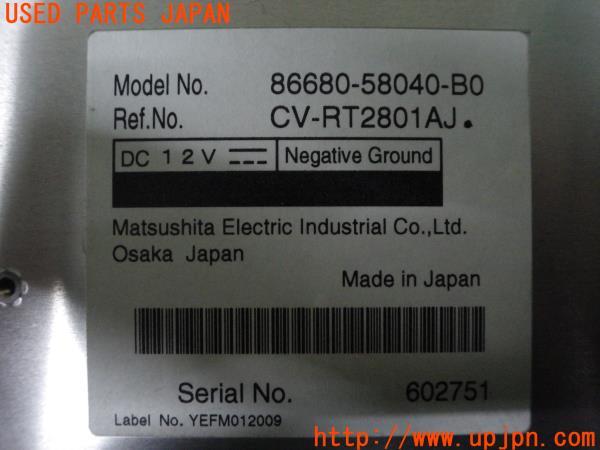 USED PARTS JAPAN
Model No. 86680-58040-B0
Ref.No. CV-RT2801AJ.
DC 12V Negative Ground
Matsushita Electric Industrial Co.,Ltd.
Osaka Japan
Made in Japan
Serial No. 602751
Label No. YEFM012009
http://www.upjpn.com